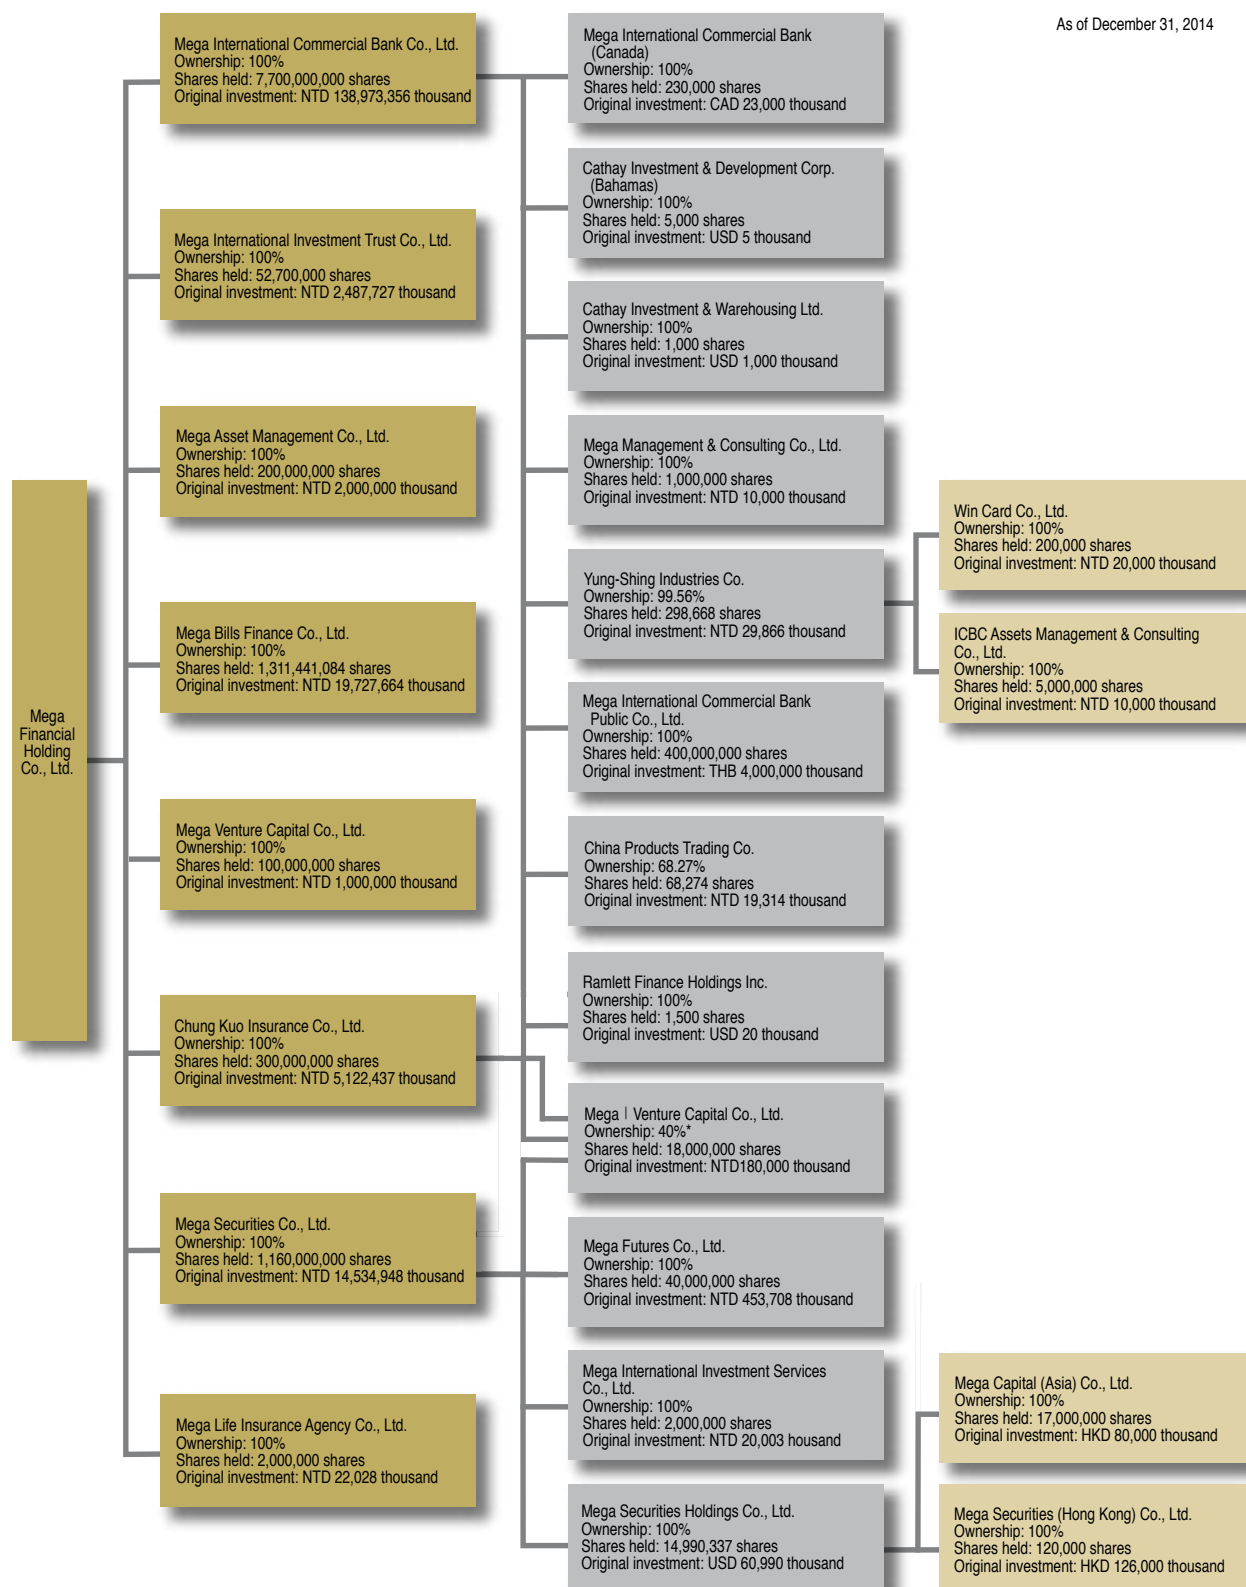 As of December 31, 2014
Mega
Financial
Holding
Co., Ltd.
Mega International Commercial Bank Co., Ltd.
Ownership: 100%
Shares held: 7,700,000,000 shares
Original investment: NTD 138,973,356 thousand
Mega International Investment Trust Co., Ltd.
Ownership: 100%
Shares held: 52,700,000 shares
Original investment: NTD 2,487,727 thousand
Mega Asset Management Co., Ltd.
Ownership: 100%
Shares held: 200,000,000 shares
Original investment: NTD 2,000,000 thousand
Mega Bills Finance Co., Ltd.
Ownership: 100%
Shares held: 1,311,441,084 shares
Original investment: NTD 19,727,664 thousand
Mega Venture Capital Co., Ltd.
Ownership: 100%
Shares held: 100,000,000 shares
Original investment: NTD 1,000,000 thousand
Chung Kuo Insurance Co., Ltd.
Ownership: 100%
Shares held: 300,000,000 shares
Original investment: NTD 5,122,437 thousand
Mega Securities Co., Ltd.
Ownership: 100%
Shares held: 1,160,000,000 shares
Original investment: NTD 14,534,948 thousand
Mega Life Insurance Agency Co., Ltd.
Ownership: 100%
Shares held: 2,000,000 shares
Original investment: NTD 22,028 thousand
Mega International Commercial Bank
(Canada)
Ownership: 100%
Shares held: 230,000 shares
Original investment: CAD 23,000 thousand
Cathay Investment & Development Corp.
(Bahamas)
Ownership: 100%
Shares held: 5,000 shares
Original investment: USD 5 thousand
Cathay Investment & Warehousing Ltd.
Ownership: 100%
Shares held: 1,000 shares
Original investment: USD 1,000 thousand
Mega Management & Consulting Co., Ltd.
Ownership: 100%
Shares held: 1,000,000 shares
Original investment: NTD 10,000 thousand
Yung-Shing Industries Co.
Ownership: 99.56%
Shares held: 298,668 shares
Original investment: NTD 29,866 thousand
Mega International Commercial Bank
Public Co., Ltd.
Ownership: 100%
Shares held: 400,000,000 shares
Original investment: THB 4,000,000 thousand
China Products Trading Co.
Ownership: 68.27%
Shares held: 68,274 shares
Original investment: NTD 19,314 thousand
Ramlett Finance Holdings Inc.
Ownership: 100%
Shares held: 1,500 shares
Original investment: USD 20 thousand
Mega I Venture Capital Co., Ltd.
Ownership: 40%*
Shares held: 18,000,000 shares
Original investment: NTD180,000 thousand
Mega Futures Co., Ltd.
Ownership: 100%
Shares held: 40,000,000 shares
Original investment: NTD 453,708 thousand
Mega International Investment Services
Co., Ltd.
Ownership: 100%
Shares held: 2,000,000 shares
Original investment: NTD 20,003 housand
Mega Securities Holdings Co., Ltd.
Ownership: 100%
Shares held: 14,990,337 shares
Original investment: USD 60,990 thousand
Win Card Co., Ltd.
Ownership: 100%
Shares held: 200,000 shares
Original investment: NTD 20,000 thousand
ICBC Assets Management & Consulting
Co., Ltd.
Ownership: 100%
Shares held: 5,000,000 shares
Original investment: NTD 10,000 thousand
Mega Capital (Asia) Co., Ltd.
Ownership: 100%
Shares held: 17,000,000 shares
Original investment: HKD 80,000 thousand
Mega Securities (Hong Kong) Co., Ltd.
Ownership: 100%
Shares held: 120,000 shares
Original investment: HKD 126,000 thousand